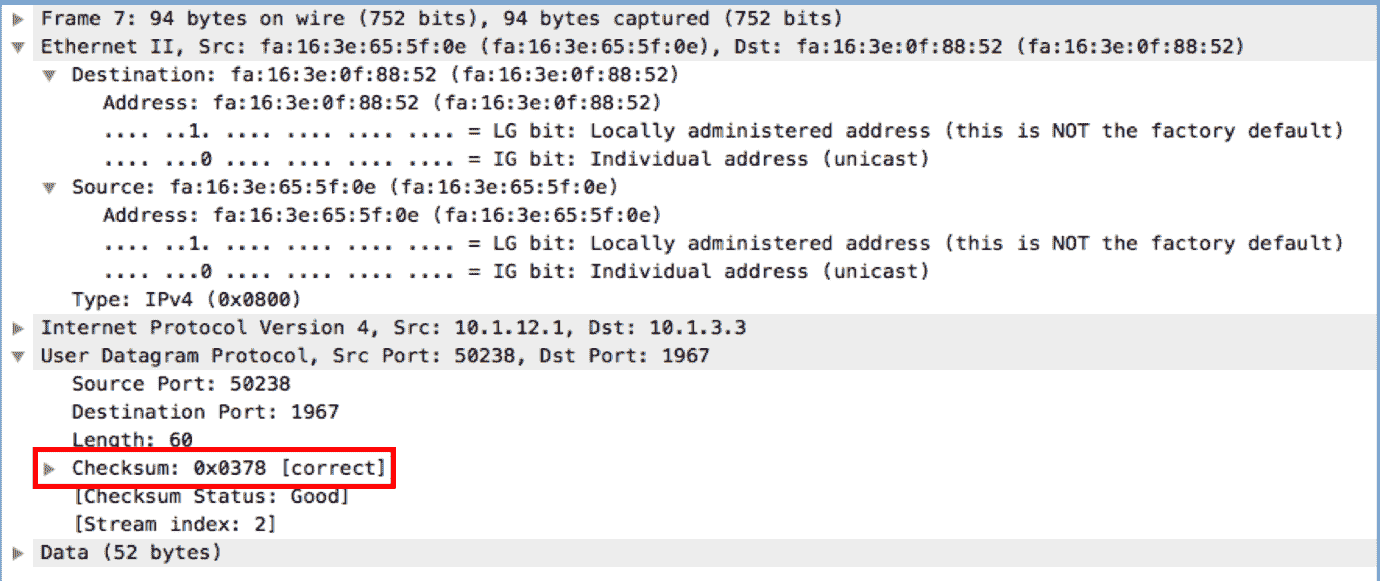 Frame 7: 94 bytes on wire (752 bits), 94 bytes captured (752 bits)
Ethernet II, Src: fa:16:3e:65:5f:0e (fa:16:3e:65:5f:0e), Dst: fa:16:3e:0f:88:52 (fa:16:3e:0f:88:52)
Destination: fa:16:3e:0f:88:52 (fa:16:3e:0f:88:52)
Address: fa:16:3e:0f:88:52 (fa:16:3e:0f:88:52)
.... ..1. .... .... .... .... = LG bit: Locally administered address (this is NOT the factory default)
.... ...0 .... .... .... .... = IG bit: Individual address (unicast)
Source: fa:16:3e:65:5f:0e (fa:16:3e:65:5f:0e)
Address: fa:16:3e:65:5f:0e (fa:16:3e:65:5f:0e)
.... ..1. .... .... .... .... = LG bit: Locally administered address (this is NOT the factory default)
.... ...0 .... .... .... .... = IG bit: Individual address (unicast)
Type: IPv4 (0x0800)
Internet Protocol Version 4, Src: 10.1.12.1, Dst: 10.1.3.3
User Datagram Protocol, Src Port: 50238, Dst Port: 1967
Source Port: 50238
Destination Port: 1967
Length: 60
Checksum: 0x0378 [correct]
[Checksum Status: Good]
[Stream index: 2]
Data (52 bytes)